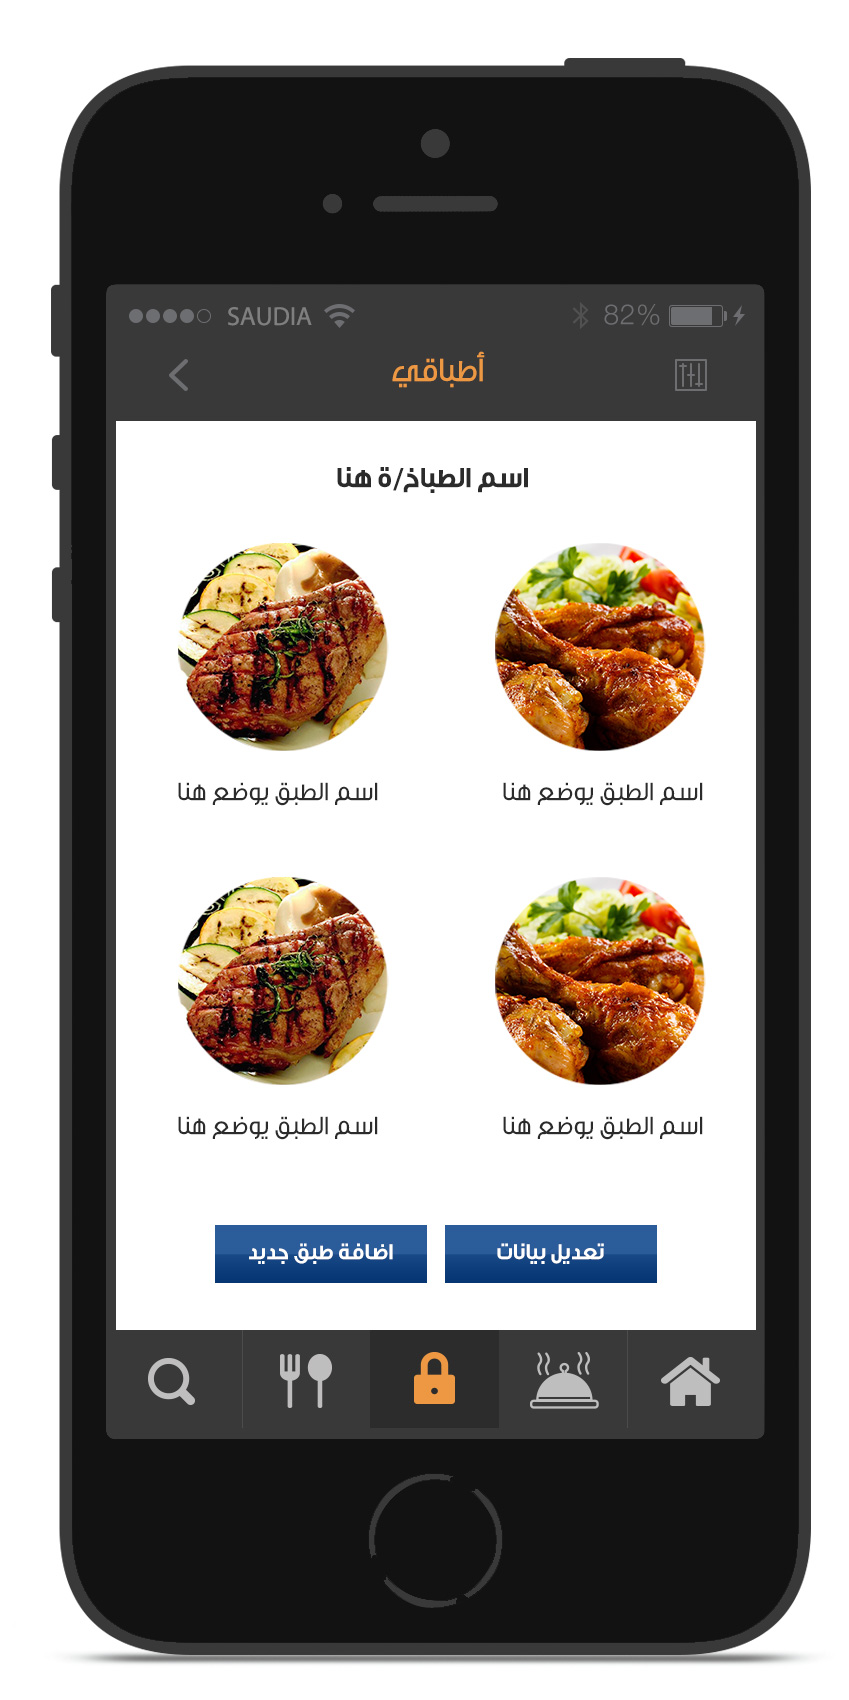 SAUDIA 82%
أطباقي
اسم الطباخ/ة هنا
اسم الطبق يوضع هنا
اسم الطبق يوضع هنا
اسم الطبق يوضع هنا
اسم الطبق يوضع هنا
تعديل بيانات
اضافة طبق جديد